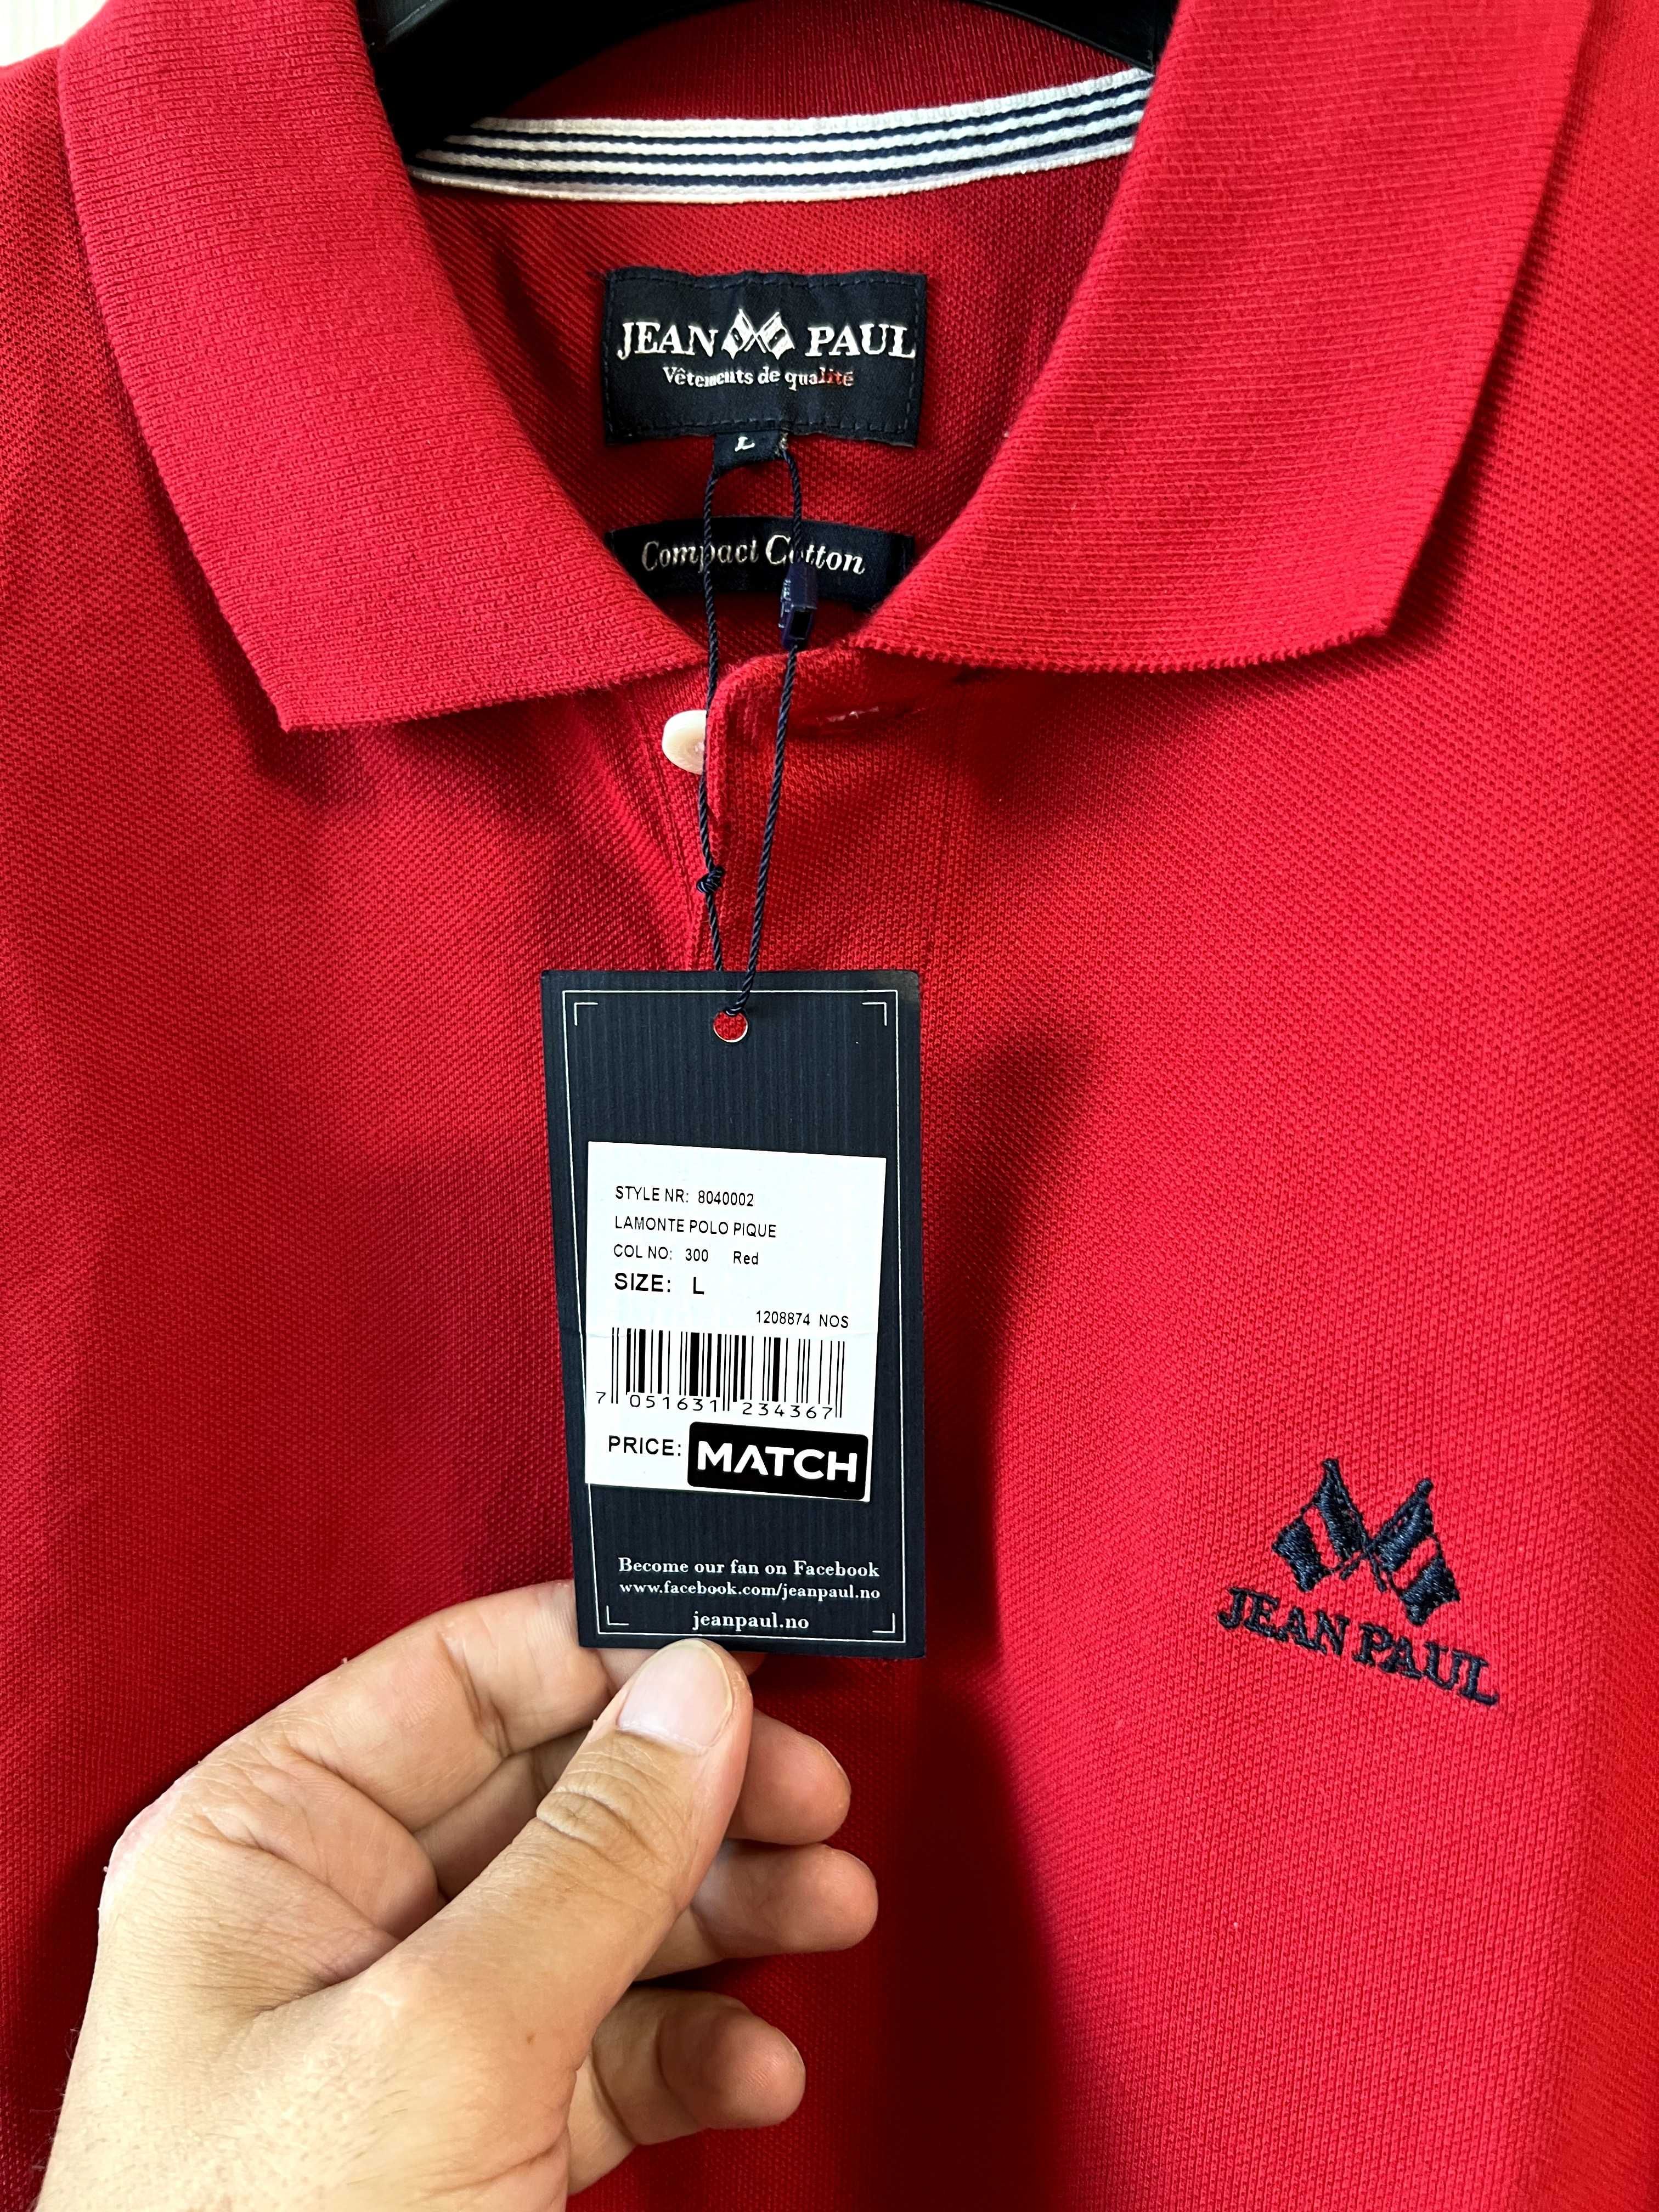 JEAN PAUL
Vêtements de qualité
L
Compact Cotton
STYLE NR: 8040002
LAMONTE POLO PIQUE
COL NO: 300 Red
SIZE: L
1208874 NOS
7 051631 234367
PRICE: MATCH
Become our fan on Facebook
www.facebook.com/jeanpaul.no
jeanpaul.no
JEAN PAUL